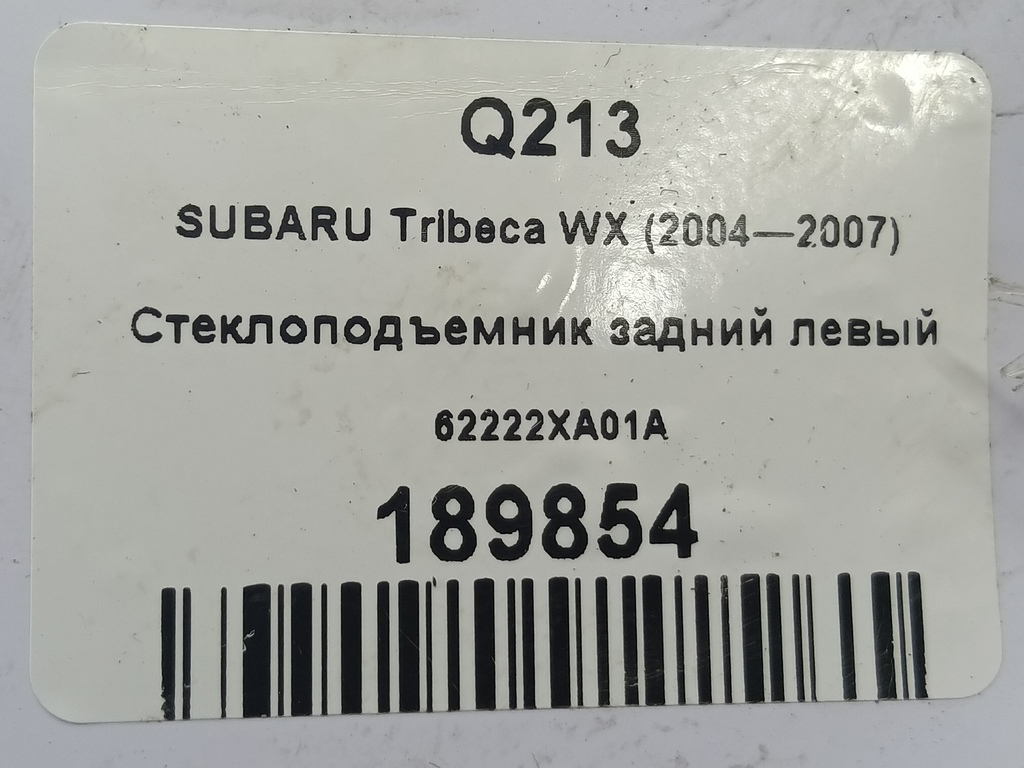 Q213
SUBARU Tribeca WX (2004—2007)
Стеклоподъемник задний левый
62222XA01A
189854